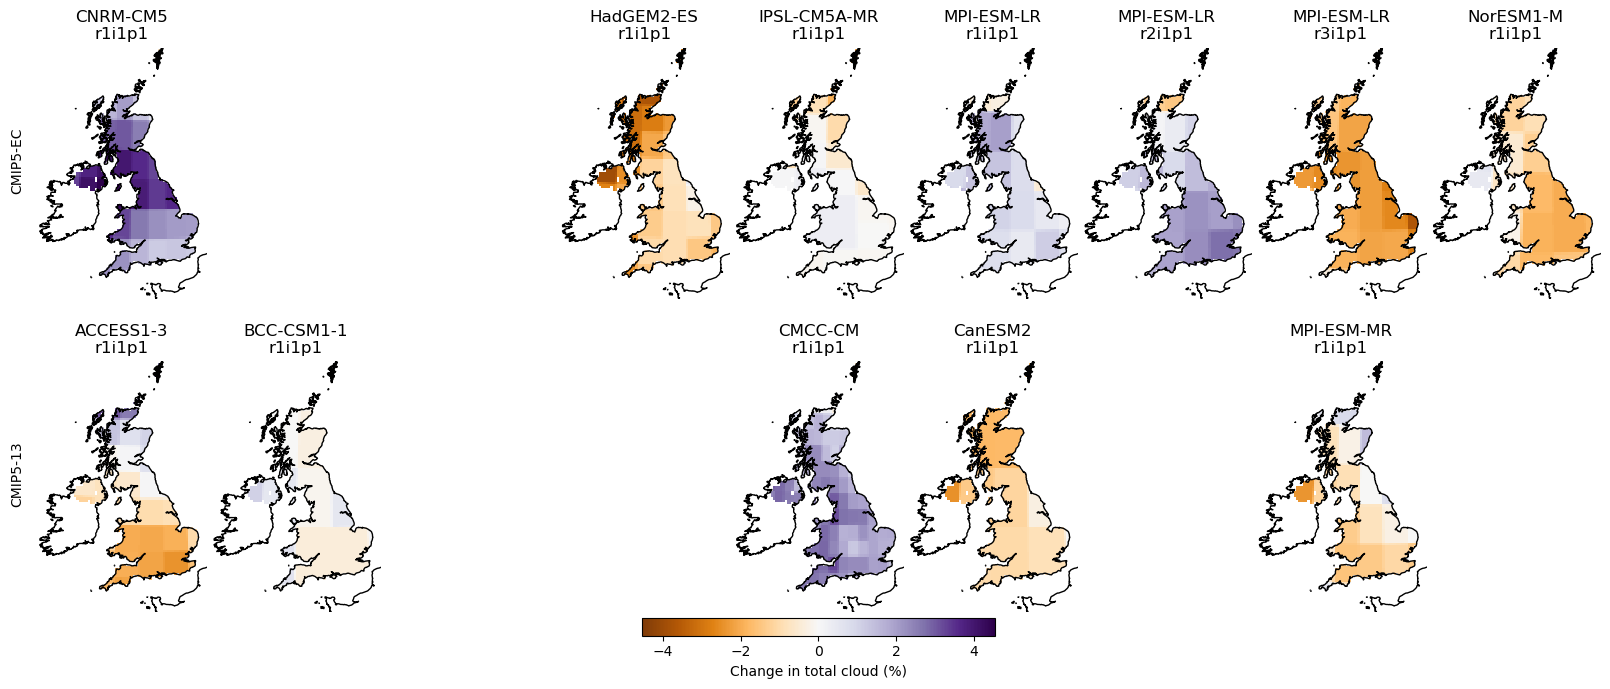 CNRM-CM5
r1i1p1
HadGEM2-ES
r1i1p1
IPSL-CM5A-MR
r1i1p1
MPI-ESM-LR
r1i1p1
MPI-ESM-LR
r2i1p1
MPI-ESM-LR
r3i1p1
NorESM1-M
r1i1p1
CMIP5-EC
ACCESS1-3
r1i1p1
BCC-CSM1-1
r1i1p1
CMCC-CM
r1i1p1
CanESM2
r1i1p1
MPI-ESM-MR
r1i1p1
CMIP5-13
−4 −2 0 2 4
Change in total cloud (%)